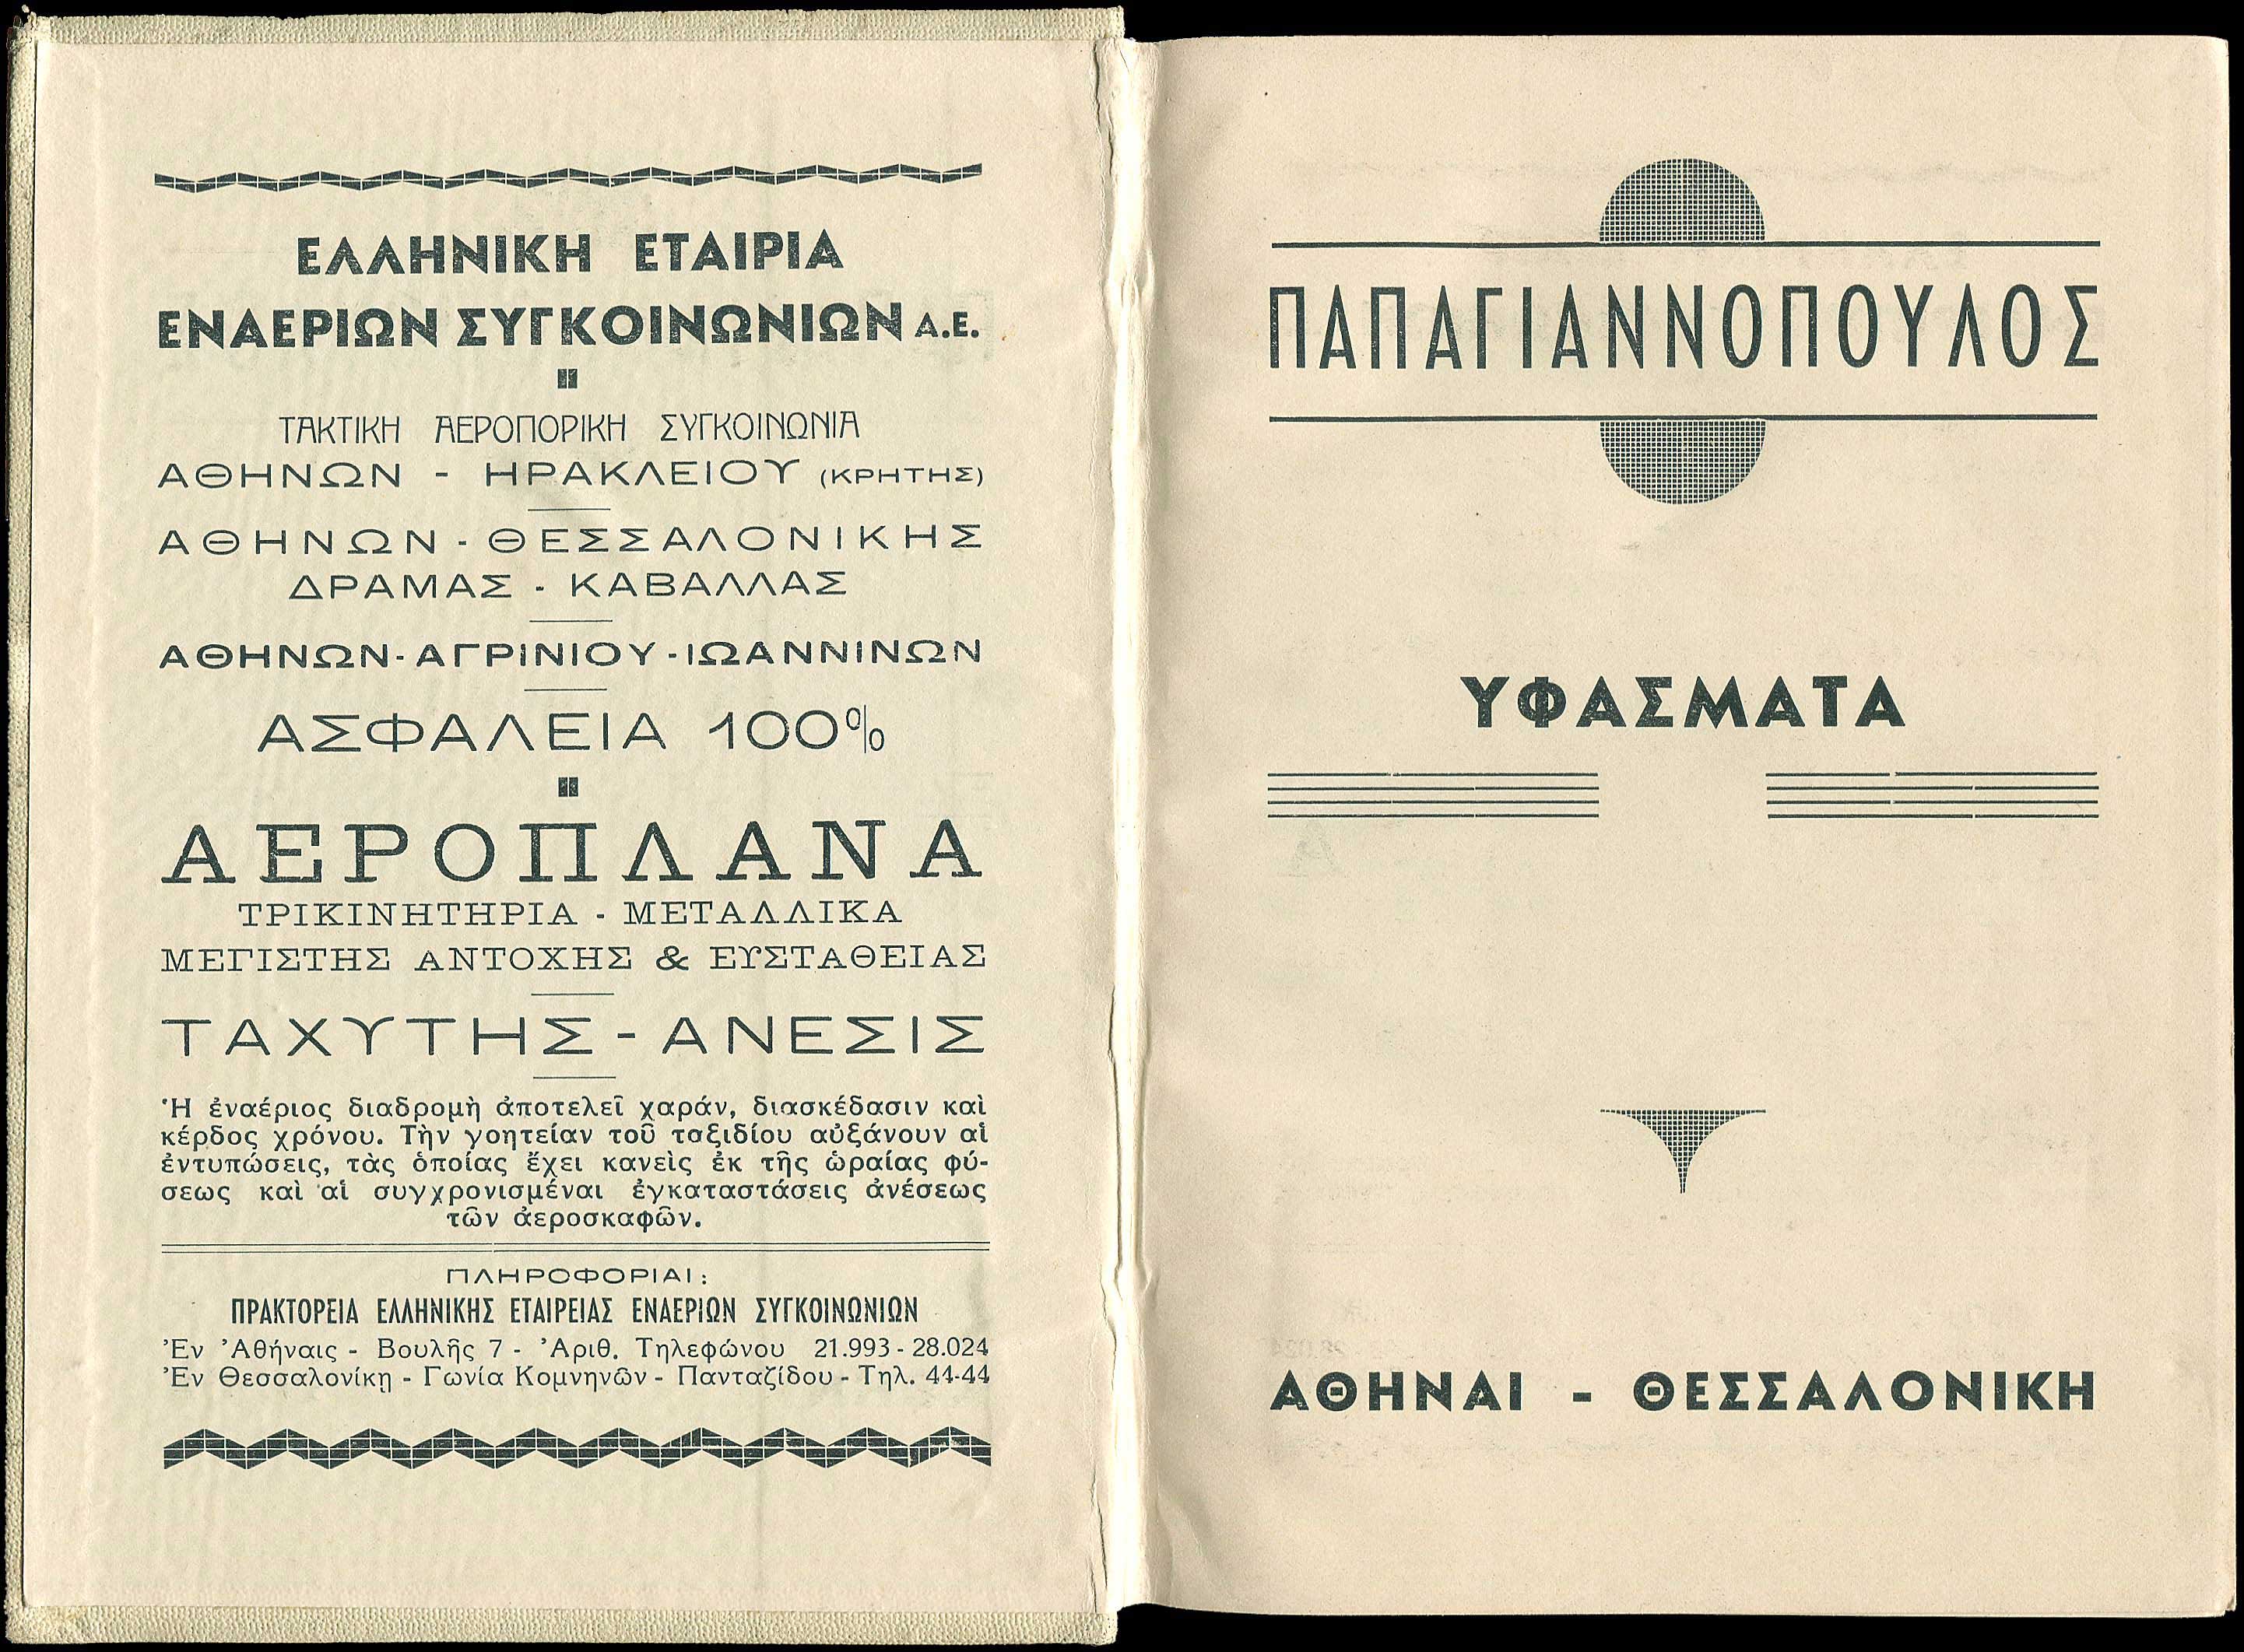 ΕΛΛΗΝΙΚΗ ΕΤΑΙΡΙΑ
ΕΝΑΕΡΙΩΝ ΣΥΓΚΟΙΝΩΝΙΩΝ Α.Ε.
ΤΑΚΤΙΚΗ ΑΕΡΟΠΟΡΙΚΗ ΣΥΓΚΟΙΝΩΝΙΑ
ΑΘΗΝΩΝ - ΗΡΑΚΛΕΙΟΥ (ΚΡΗΤΗΣ)
ΑΘΗΝΩΝ - ΘΕΣΣΑΛΟΝΙΚΗΣ
ΔΡΑΜΑΣ - ΚΑΒΑΛΛΑΣ
ΑΘΗΝΩΝ - ΑΓΡΙΝΙΟΥ - ΙΩΑΝΝΙΝΩΝ
ΑΣΦΑΛΕΙΑ 100%
ΑΕΡΟΠΛΑΝΑ
ΤΡΙΚΙΝΗΤΗΡΙΑ - ΜΕΤΑΛΛΙΚΑ
ΜΕΓΙΣΤΗΣ ΑΝΤΟΧΗΣ & ΕΥΣΤΑΘΕΙΑΣ
ΤΑΧΥΤΗΣ - ΑΝΕΣΙΣ
Ἡ ἐναέριος διαδρομὴ ἀποτελεῖ χαράν, διασκέδασιν καὶ
κέρδος χρόνου. Τὴν γοητείαν τοῦ ταξιδίου αὐξάνουν αἱ
ἐντυπώσεις, τὰς ὁποίας ἔχει κανεὶς ἐκ τῆς ὡραίας φύ-
σεως καὶ αἱ συγχρονισμέναι ἐγκαταστάσεις ἀνέσεως
τῶν ἀεροσκαφῶν.
ΠΛΗΡΟΦΟΡΙΑΙ:
ΠΡΑΚΤΟΡΕΙΑ ΕΛΛΗΝΙΚΗΣ ΕΤΑΙΡΕΙΑΣ ΕΝΑΕΡΙΩΝ ΣΥΓΚΟΙΝΩΝΙΩΝ
Ἐν Ἀθήναις - Βουλῆς 7 - Ἀριθ. Τηλεφώνου 21.993 - 28.024
Ἐν Θεσσαλονίκῃ - Γωνία Κομνηνῶν - Πανταζίδου - Τηλ. 44-44
ΠΑΠΑΓΙΑΝΝΟΠΟΥΛΟΣ
ΥΦΑΣΜΑΤΑ
ΑΘΗΝΑΙ - ΘΕΣΣΑΛΟΝΙΚΗ